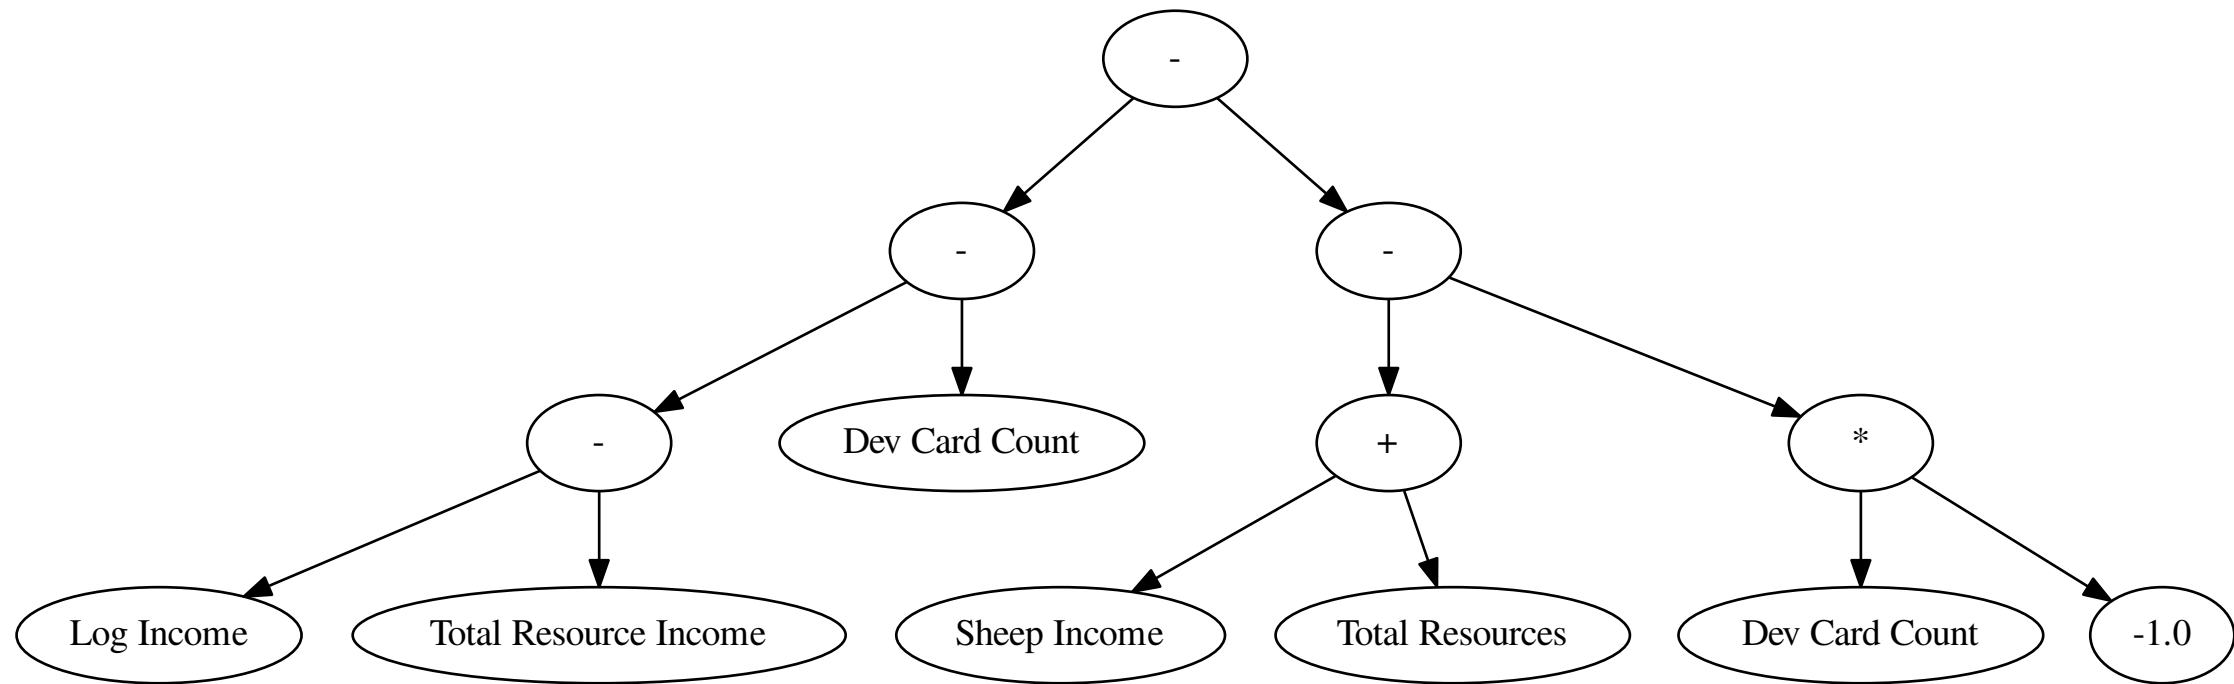 -
-
-
-
Dev Card Count
+
*
Log Income
Total Resource Income
Sheep Income
Total Resources
Dev Card Count
-1.0